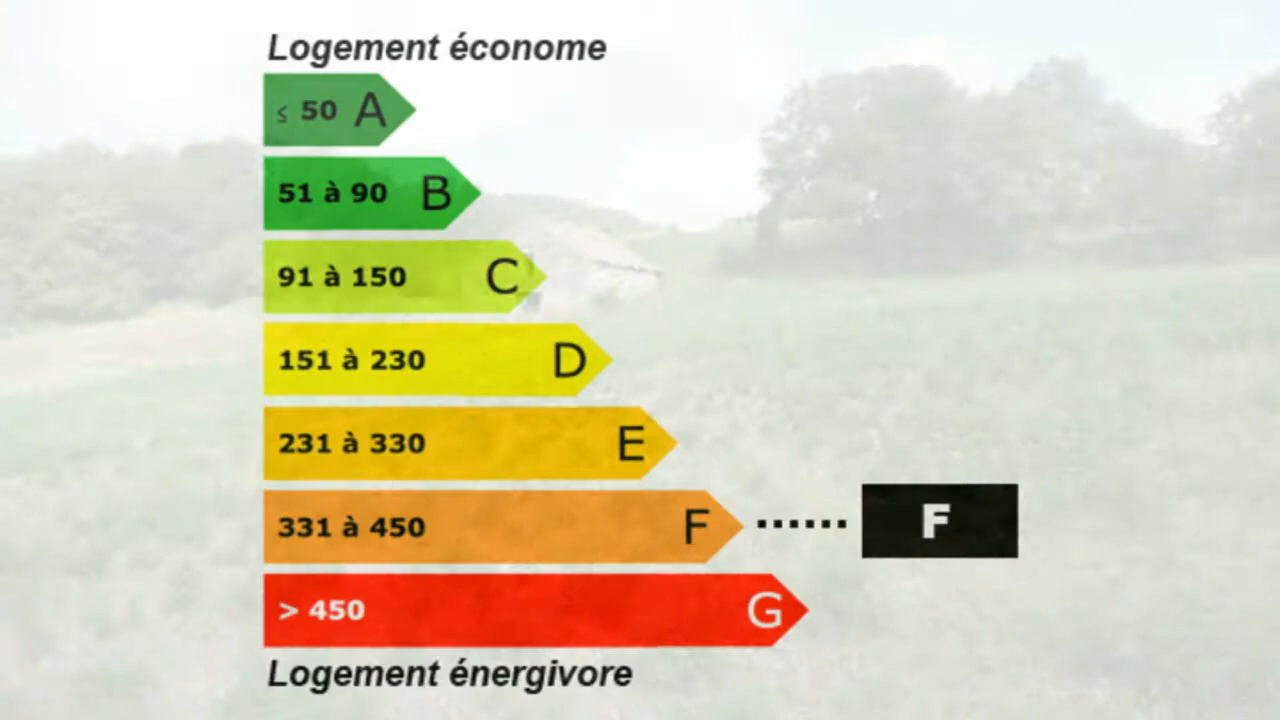 Logement économe
≤ 50 A
51 à 90 B
91 à 150 C
151 à 230 D
231 à 330 E
331 à 450 F ...... F
> 450 G
Logement énergivore